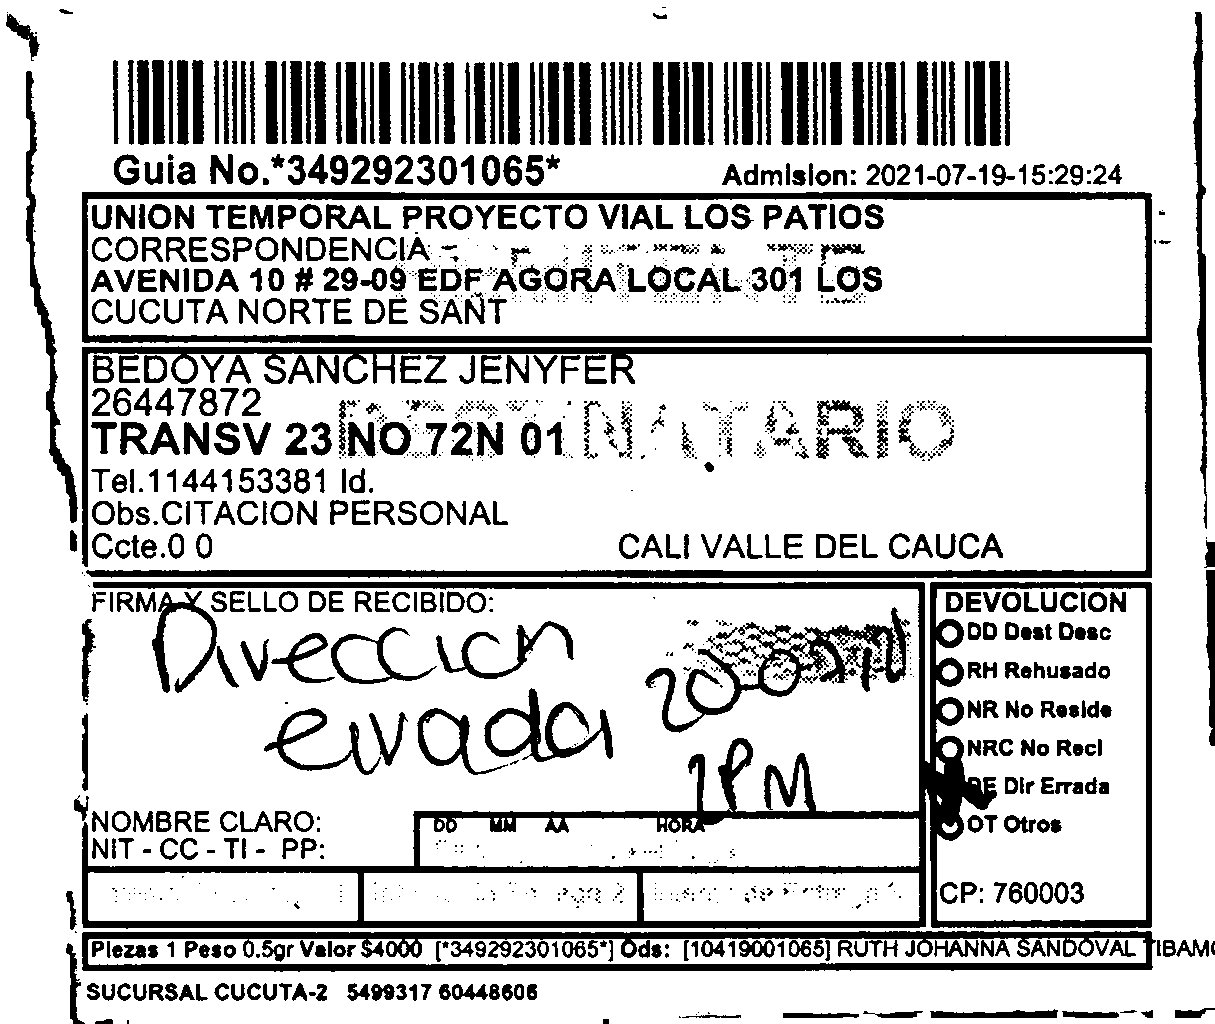 Guia No.*349292301065* Admision: 2021-07-19-15:29:24
UNION TEMPORAL PROYECTO VIAL LOS PATIOS
CORRESPONDENCIA
AVENIDA 10 # 29-09 EDF AGORA LOCAL 301 LOS
CUCUTA NORTE DE SANT
BEDOYA SANCHEZ JENYFER
26447872
DESTINATARIO
TRANSV 23 NO 72N 01
Tel.1144153381 Id.
Obs.CITACION PERSONAL
Ccte.0 0 CALI VALLE DEL CAUCA
FIRMA Y SELLO DE RECIBIDO:
Direccion
errada
2PM
NOMBRE CLARO:
NIT - CC - TI - PP:
DD MM AA HORA
DEVOLUCION
DD Dest Desc
RH Rehusado
NR No Reside
NRC No Recl
DE Dir Errada
OT Otros
CP: 760003
Piezas 1 Peso 0.5gr Valor $4000 [*349292301065*] Ods: [10419001065] RUTH JOHANNA SANDOVAL TIBAM
SUCURSAL CUCUTA-2 5499317 60448606